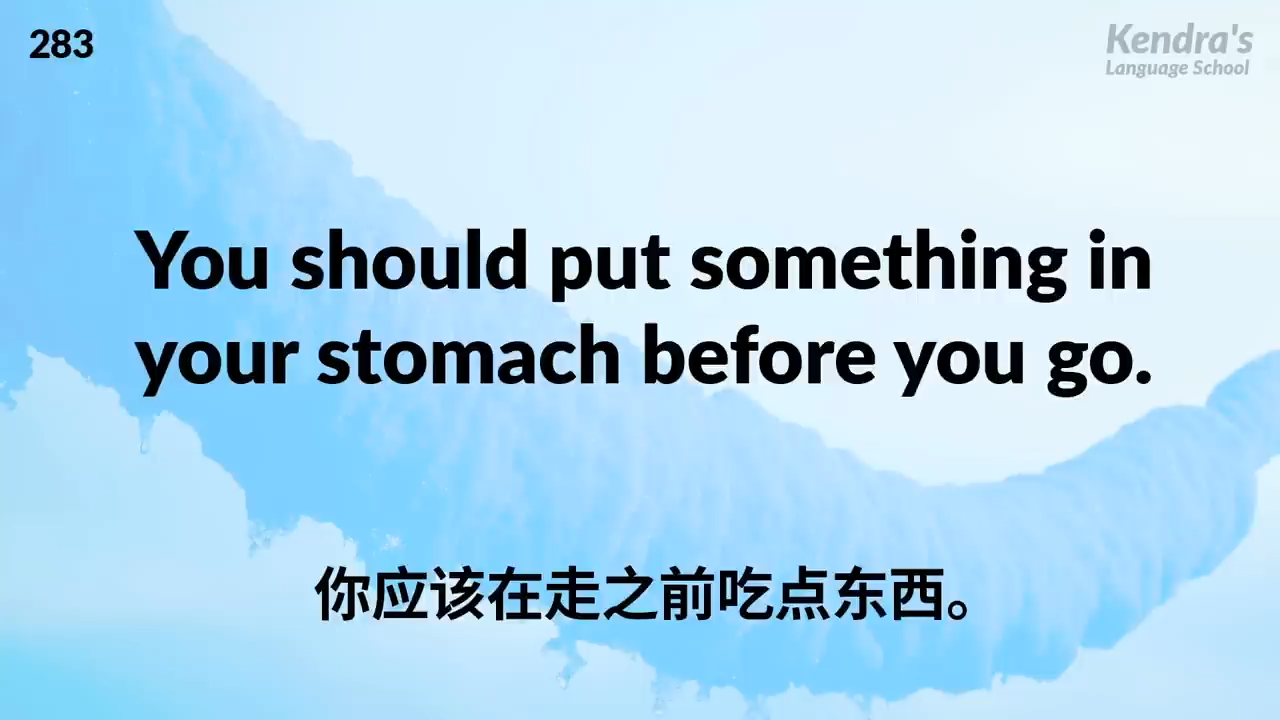 283
Kendra's
Language School
You should put something in
your stomach before you go.
你应该在走之前吃点东西。